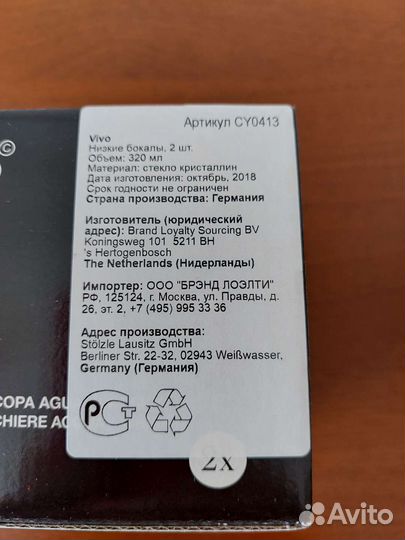 ©
Артикул CY0413
Vivo
Низкие бокалы, 2 шт.
Объем: 320 мл
Материал: стекло кристаллин
Дата изготовления: октябрь, 2018
Срок годности не ограничен
Страна производства: Германия
Изготовитель (юридический
адрес): Brand Loyalty Sourcing BV
Koningsweg 101 5211 BH
's Hertogenbosch
The Netherlands (Нидерланды)
Импортер: ООО "БРЭНД ЛОЭЛТИ"
РФ, 125124, г. Москва, ул. Правды, д.
26, эт. 2, +7 (495) 995 33 36
Адрес производства:
Stölzle Lausitz GmbH
Berliner Str. 22-32, 02943 Weißwasser,
Germany (Германия)
COPA AGU
CHIERE AC
РСТ
2x
Avito